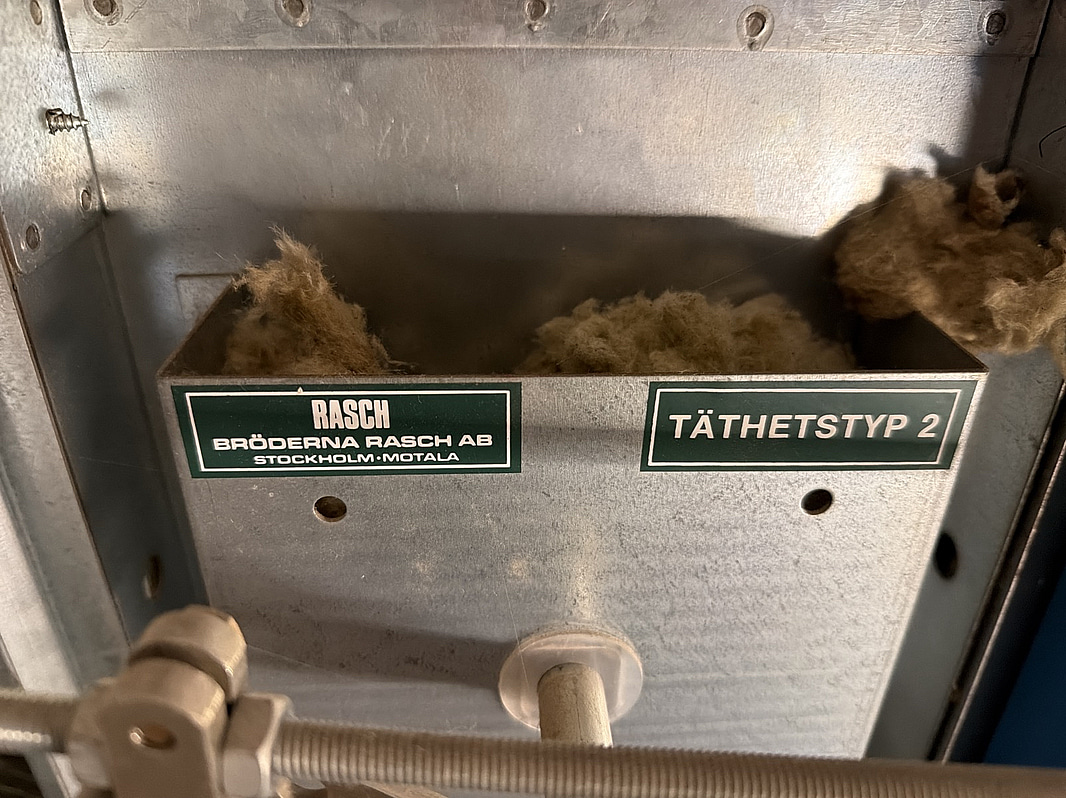 RASCH
BRÖDERNA RASCH AB
STOCKHOLM·MOTALA
TÄTHETSTYP 2